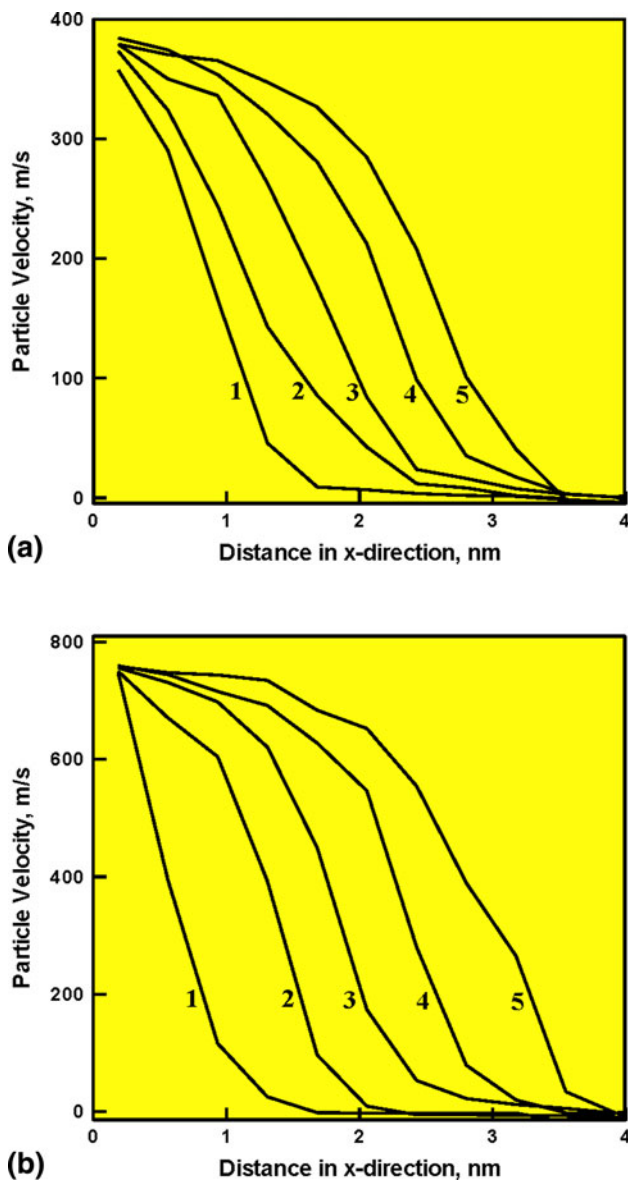 400
300
200
100
0
Particle Velocity, m/s
1 2 3 4 5
0 1 2 3 4
Distance in x-direction, nm
(a)
800
600
400
200
0
Particle Velocity, m/s
1 2 3 4 5
0 1 2 3 4
Distance in x-direction, nm
(b)